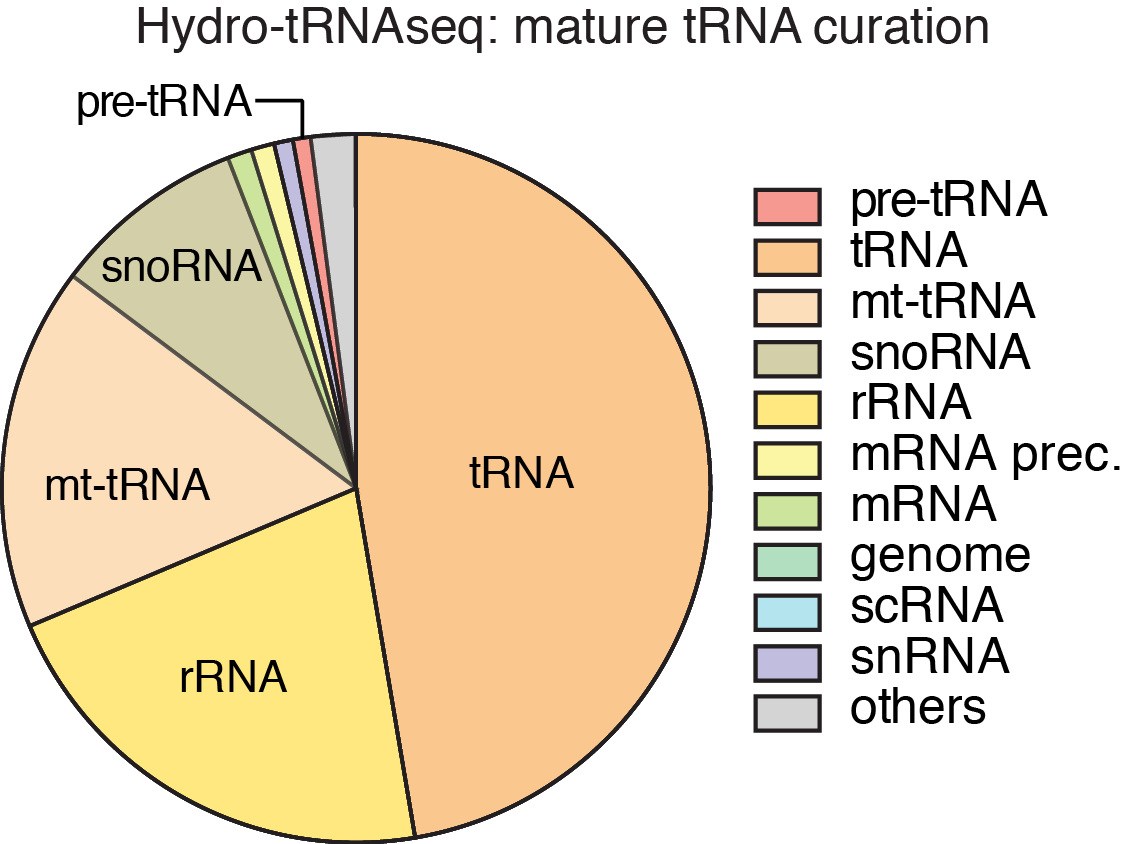 Hydro-tRNAseq: mature tRNA curation
pre-tRNA
snoRNA
mt-tRNA
tRNA
rRNA
pre-tRNA
tRNA
mt-tRNA
snoRNA
rRNA
mRNA prec.
mRNA
genome
scRNA
snRNA
others